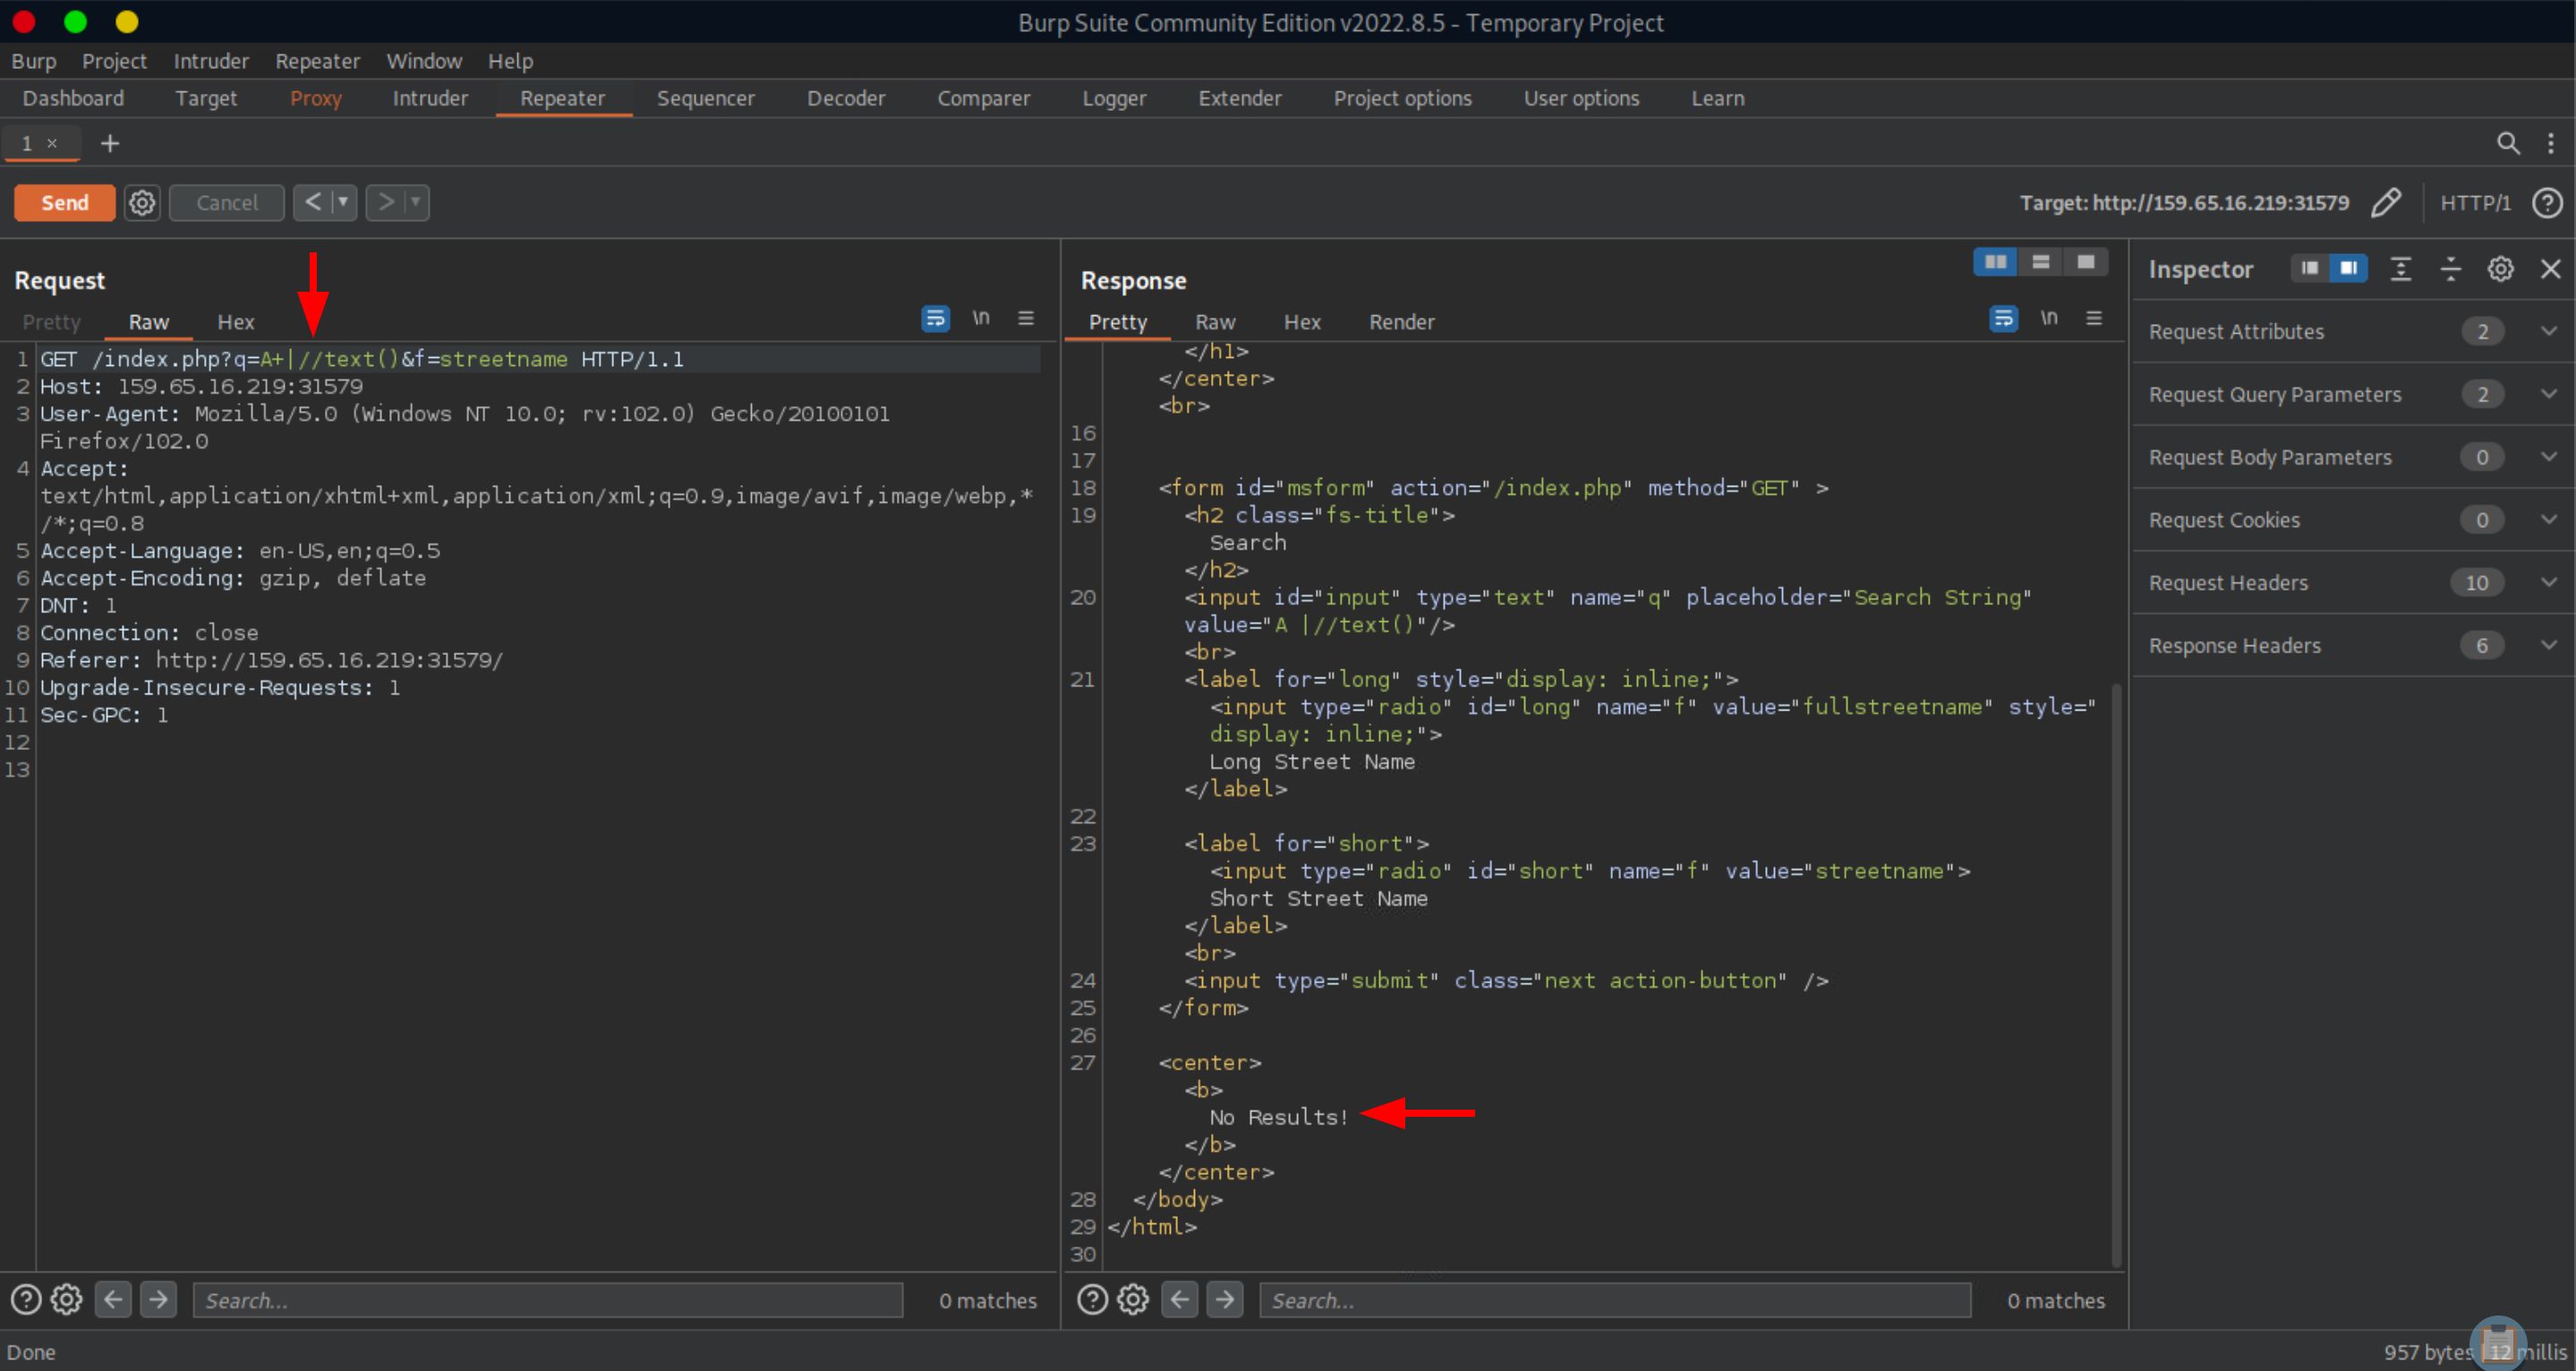 Burp Suite Community Edition v2022.8.5 - Temporary Project
Burp Project Intruder Repeater Window Help
Dashboard Target Proxy Intruder Repeater Sequencer Decoder Comparer Logger Extender Project options User options Learn
1 × +
Send Cancel < > Target: http://159.65.16.219:31579 HTTP/1 ?
Request
Pretty Raw Hex \n
1 GET /index.php?q=A+|//text()&f=streetname HTTP/1.1
2 Host: 159.65.16.219:31579
3 User-Agent: Mozilla/5.0 (Windows NT 10.0; rv:102.0) Gecko/20100101
Firefox/102.0
4 Accept:
text/html,application/xhtml+xml,application/xml;q=0.9,image/avif,image/webp,*
/*;q=0.8
5 Accept-Language: en-US,en;q=0.5
6 Accept-Encoding: gzip, deflate
7 DNT: 1
8 Connection: close
9 Referer: http://159.65.16.219:31579/
10 Upgrade-Insecure-Requests: 1
11 Sec-GPC: 1
12
13
? Search... 0 matches
Response
Pretty Raw Hex Render \n
</h1>
</center>
<br>
16
17
18 <form id="msform" action="/index.php" method="GET" >
19 <h2 class="fs-title">
Search
</h2>
20 <input id="input" type="text" name="q" placeholder="Search String"
value="A |//text()"/>
<br>
21 <label for="long" style="display: inline;">
<input type="radio" id="long" name="f" value="fullstreetname" style="
display: inline;">
Long Street Name
</label>
22
23 <label for="short">
<input type="radio" id="short" name="f" value="streetname">
Short Street Name
</label>
<br>
24 <input type="submit" class="next action-button" />
25 </form>
26
27 <center>
<b>
No Results!
</b>
</center>
28 </body>
29 </html>
30
? Search... 0 matches
Inspector
Request Attributes 2
Request Query Parameters 2
Request Body Parameters 0
Request Cookies 0
Request Headers 10
Response Headers 6
Done
957 bytes | 12 millis